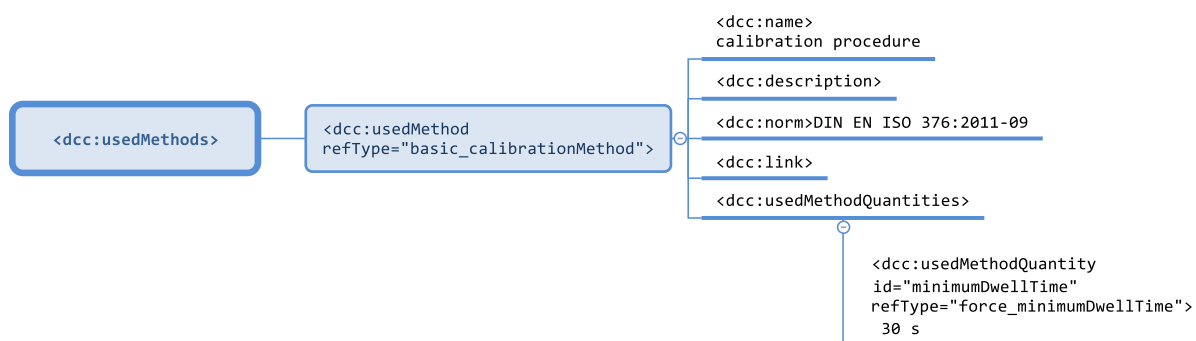 <dcc:usedMethods>
<dcc:usedMethod
refType="basic_calibrationMethod">
<dcc:name>
calibration procedure
<dcc:description>
<dcc:norm>DIN EN ISO 376:2011-09
<dcc:link>
<dcc:usedMethodQuantities>
<dcc:usedMethodQuantity
id="minimumDwellTime"
refType="force_minimumDwellTime">
30 s